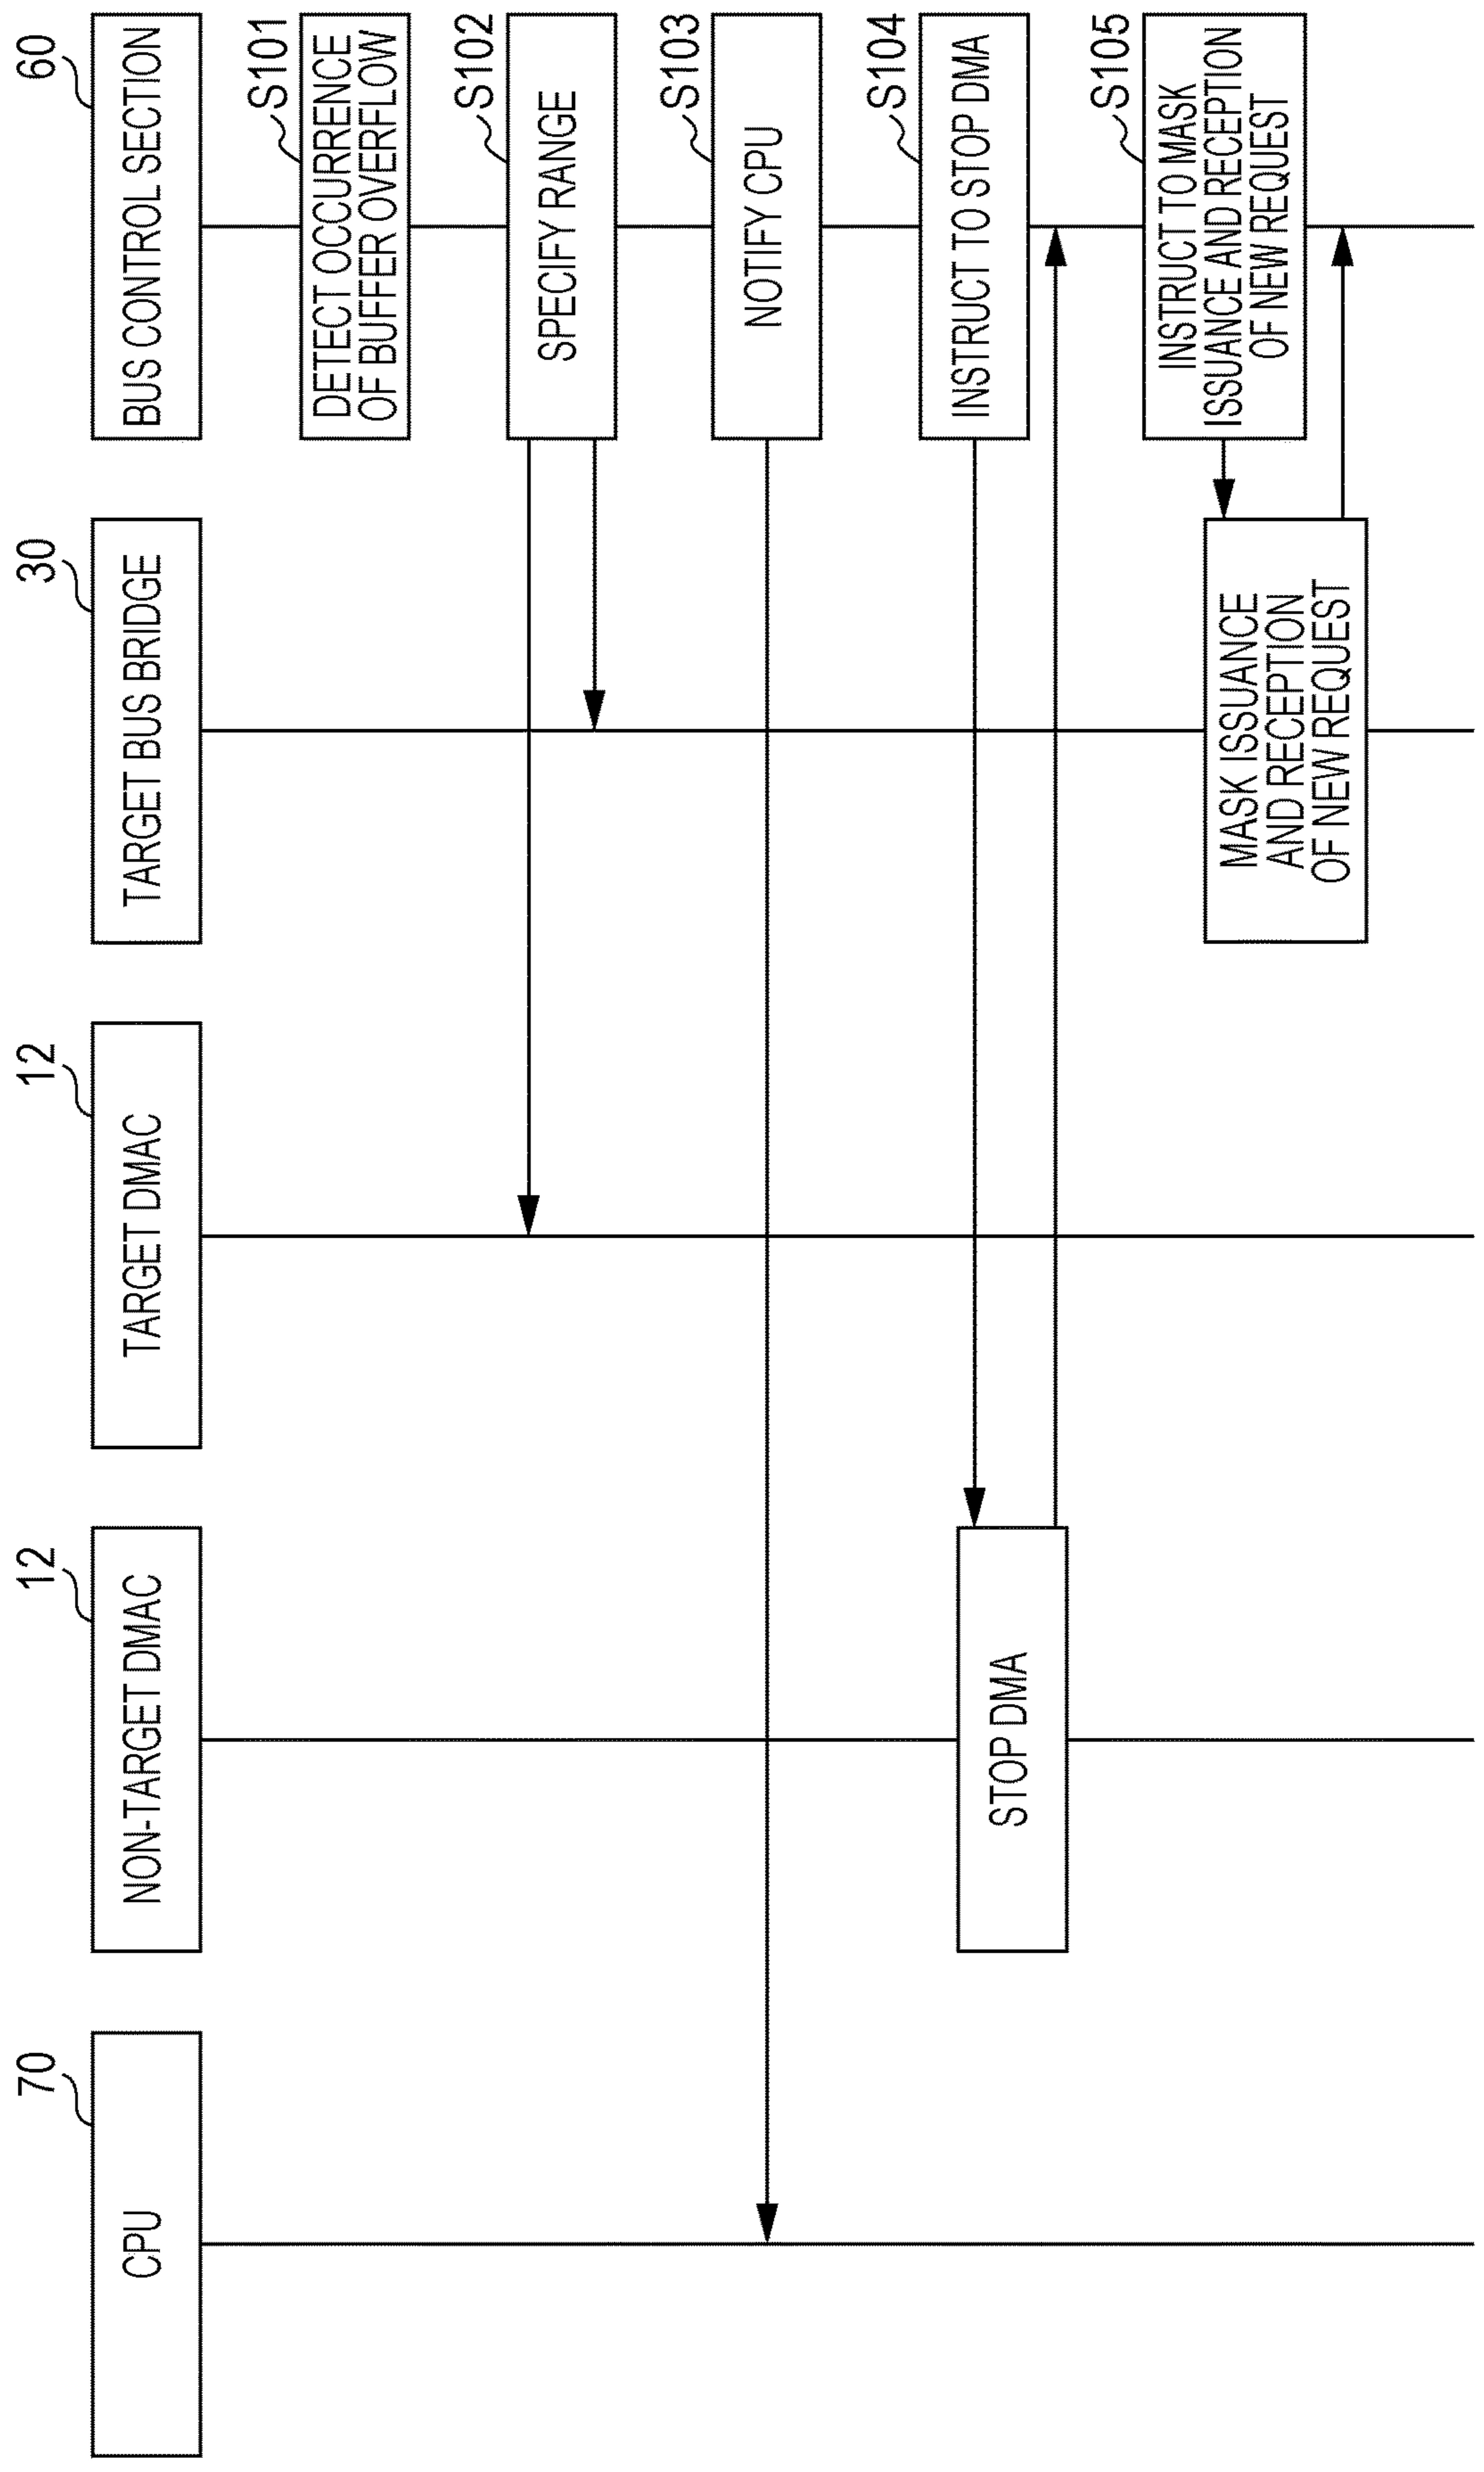 70
CPU
12
NON-TARGET DMAC
12
TARGET DMAC
30
TARGET BUS BRIDGE
60
BUS CONTROL SECTION
S101
DETECT OCCURRENCE
OF BUFFER OVERFLOW
S102
SPECIFY RANGE
S103
NOTIFY CPU
S104
INSTRUCT TO STOP DMA
STOP DMA
S105
INSTRUCT TO MASK
ISSUANCE AND RECEPTION
OF NEW REQUEST
MASK ISSUANCE
AND RECEPTION
OF NEW REQUEST